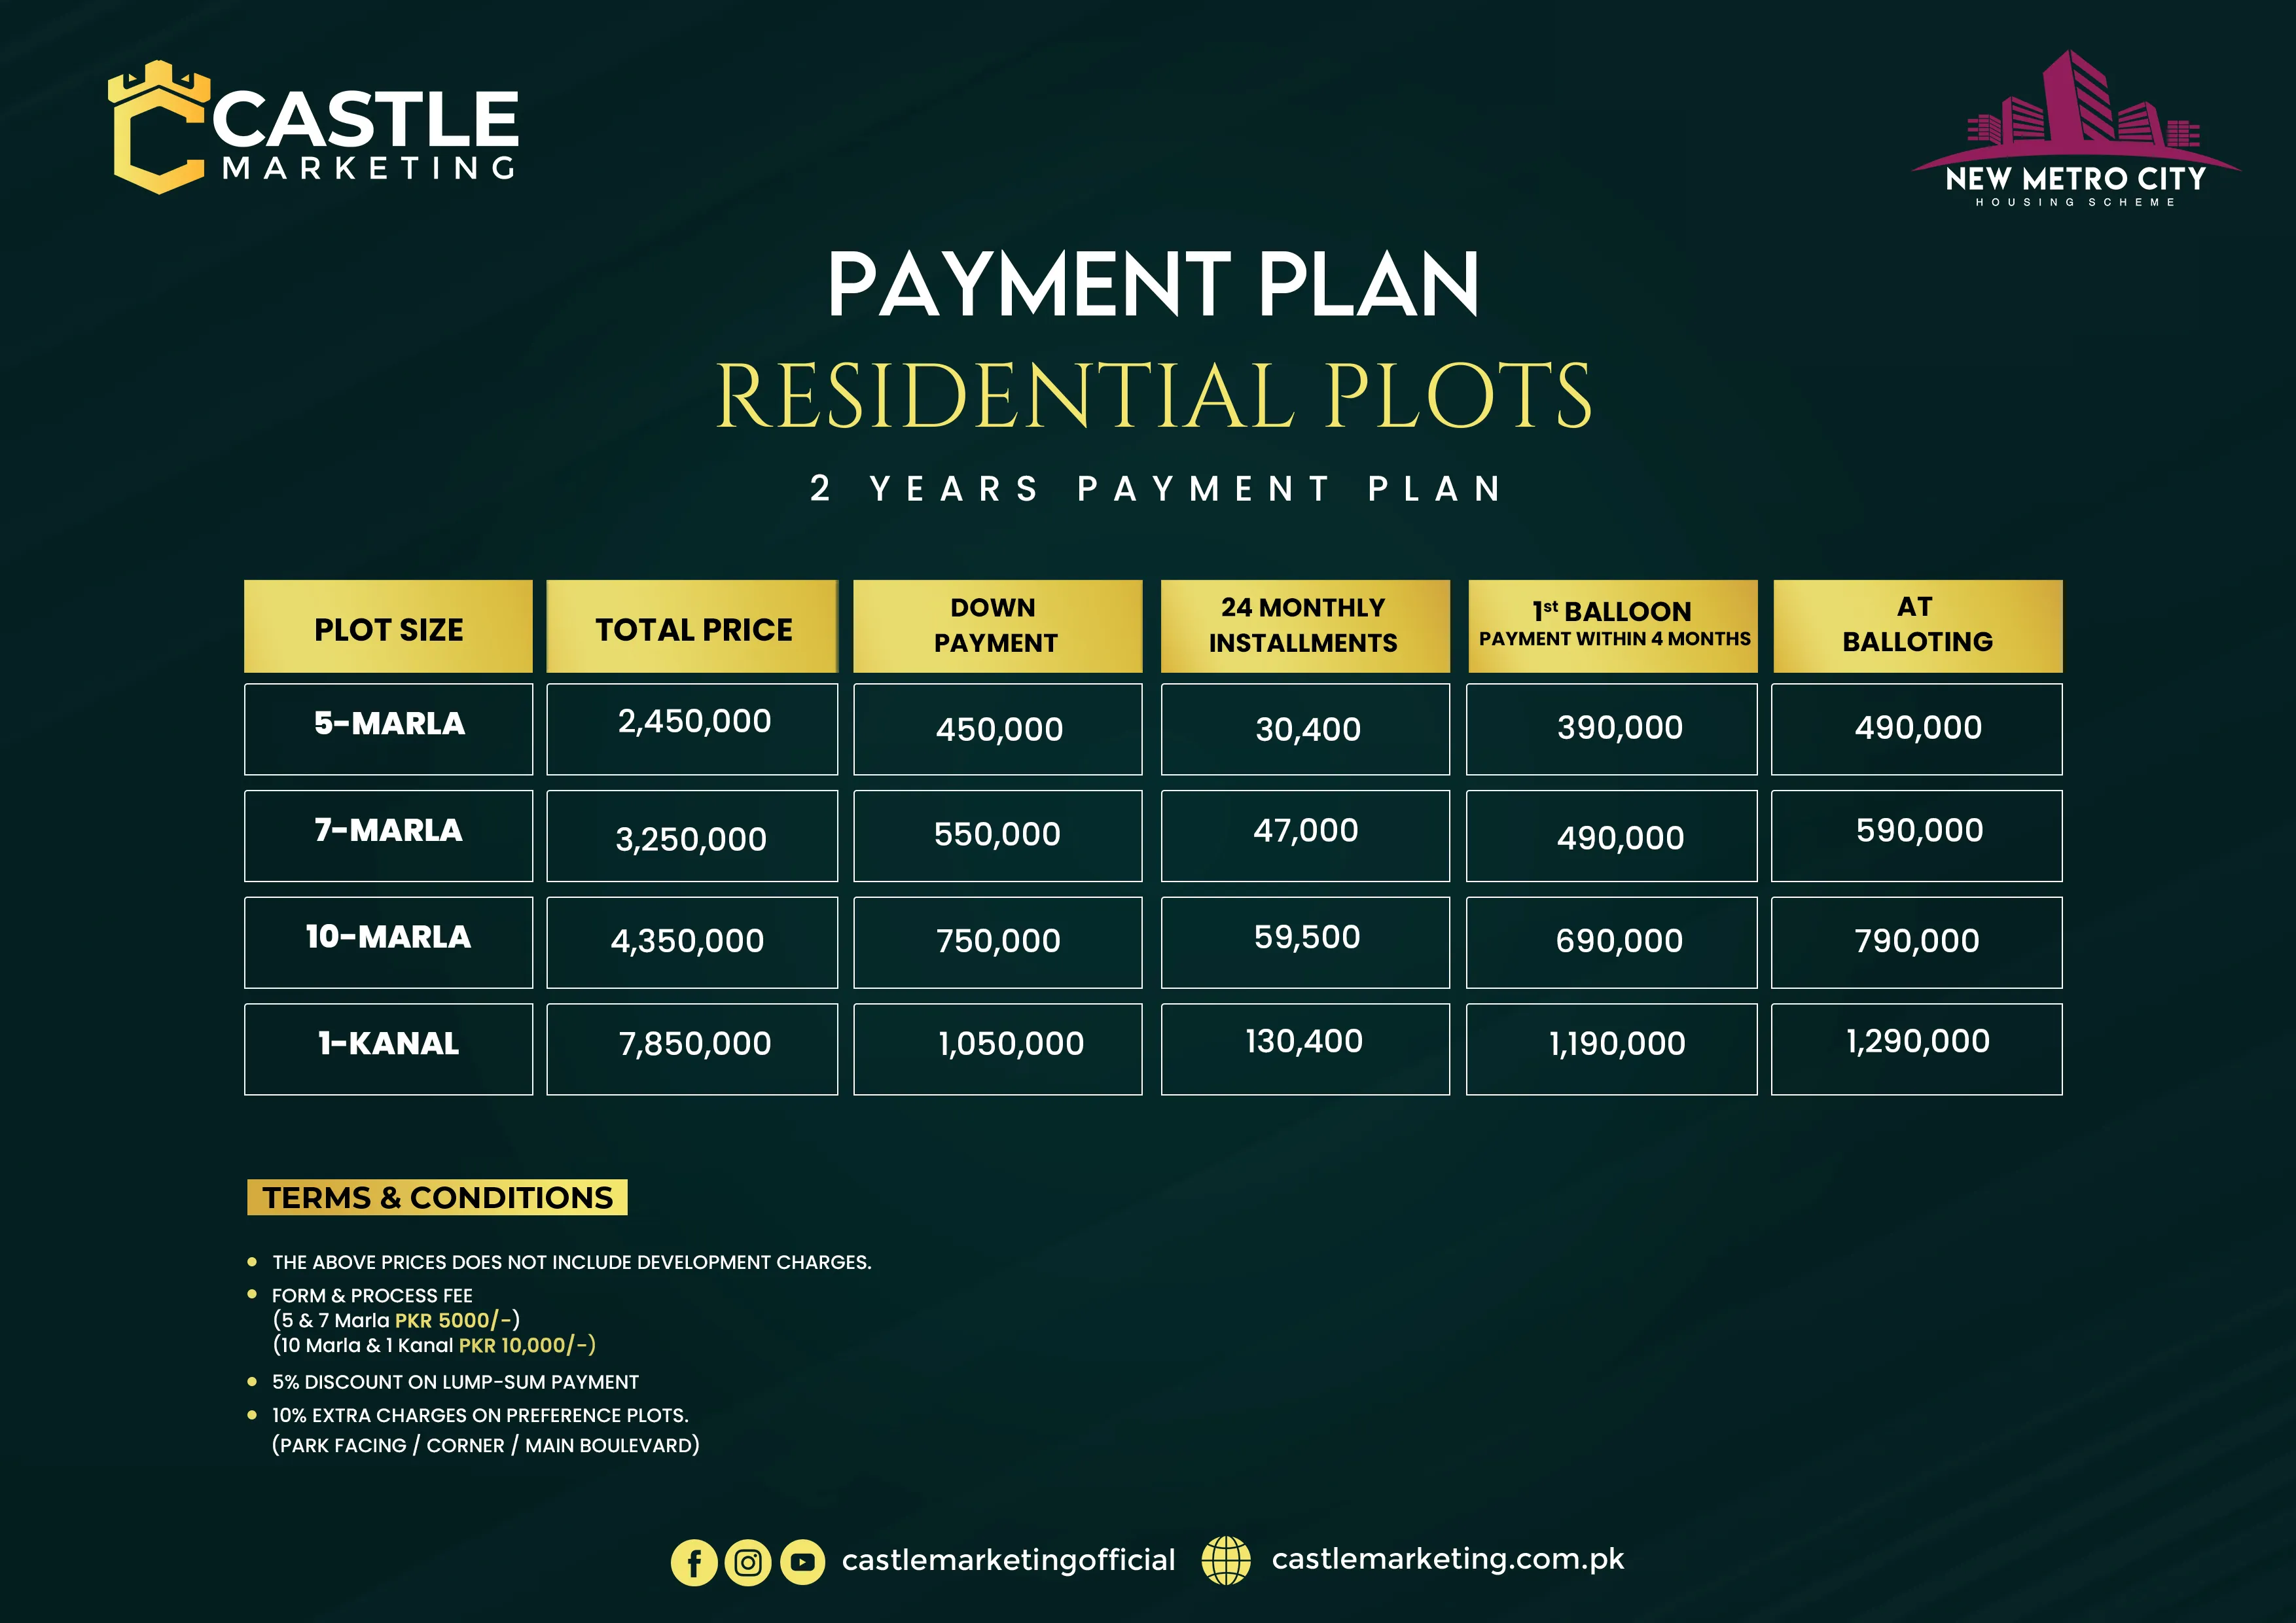 CASTLE
MARKETING
NEW METRO CITY
HOUSING SCHEME
PAYMENT PLAN
RESIDENTIAL PLOTS
2 YEARS PAYMENT PLAN
PLOT SIZE
TOTAL PRICE
DOWN
PAYMENT
24 MONTHLY
INSTALLMENTS
1st BALLOON
PAYMENT WITHIN 4 MONTHS
AT
BALLOTING
5-MARLA 2,450,000 450,000 30,400 390,000 490,000
7-MARLA 3,250,000 550,000 47,000 490,000 590,000
10-MARLA 4,350,000 750,000 59,500 690,000 790,000
1-KANAL 7,850,000 1,050,000 130,400 1,190,000 1,290,000
TERMS & CONDITIONS
THE ABOVE PRICES DOES NOT INCLUDE DEVELOPMENT CHARGES.
FORM & PROCESS FEE
(5 & 7 Marla PKR 5000/-)
(10 Marla & 1 Kanal PKR 10,000/-)
5% DISCOUNT ON LUMP-SUM PAYMENT
10% EXTRA CHARGES ON PREFERENCE PLOTS.
(PARK FACING / CORNER / MAIN BOULEVARD)
castlemarketingofficial castlemarketing.com.pk